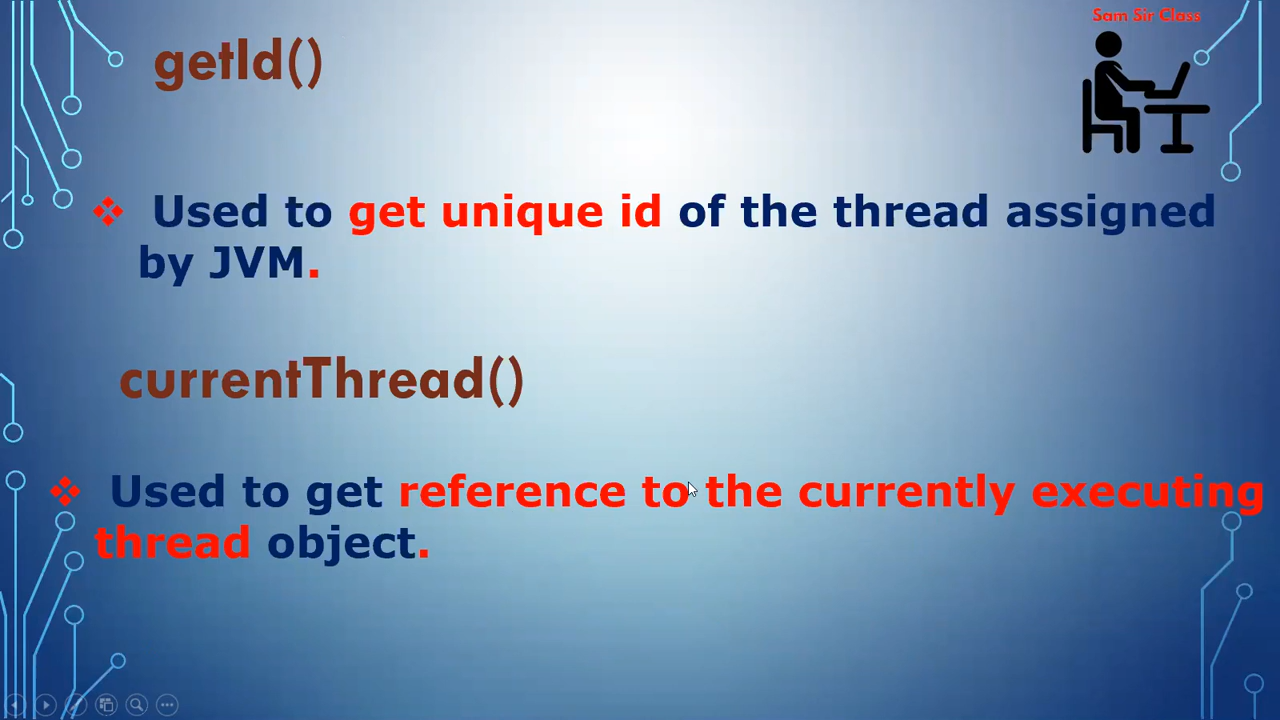 Sam Sir Class
getId()
❖ Used to get unique id of the thread assigned
by JVM.
currentThread()
❖ Used to get reference to the currently executing
thread object.